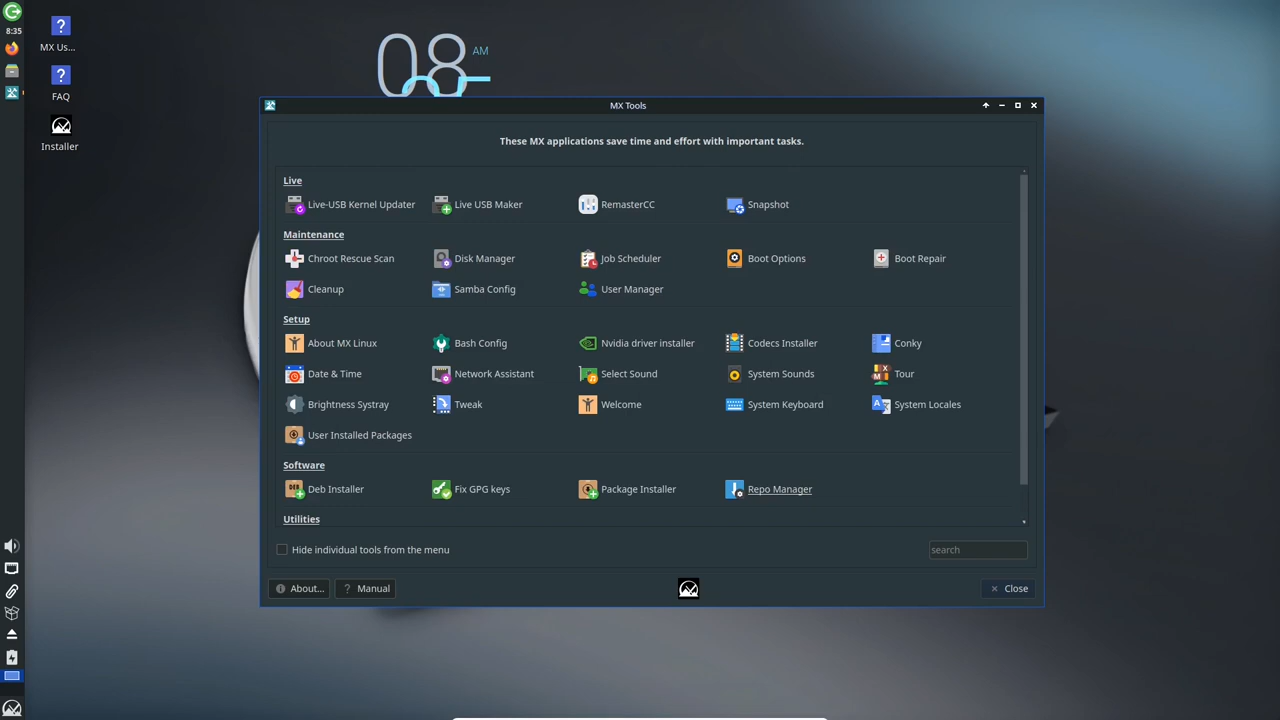 8:35
MX Us...
FAQ
Installer
08 AM
MX Tools
These MX applications save time and effort with important tasks.
Live
Live-USB Kernel Updater
Live USB Maker
RemasterCC
Snapshot
Maintenance
Chroot Rescue Scan
Disk Manager
Job Scheduler
Boot Options
Boot Repair
Cleanup
Samba Config
User Manager
Setup
About MX Linux
Bash Config
Nvidia driver installer
Codecs Installer
Conky
Date & Time
Network Assistant
Select Sound
System Sounds
Tour
Brightness Systray
Tweak
Welcome
System Keyboard
System Locales
User Installed Packages
Software
Deb Installer
Fix GPG keys
Package Installer
Repo Manager
Utilities
Hide individual tools from the menu
search
About...
? Manual
Close